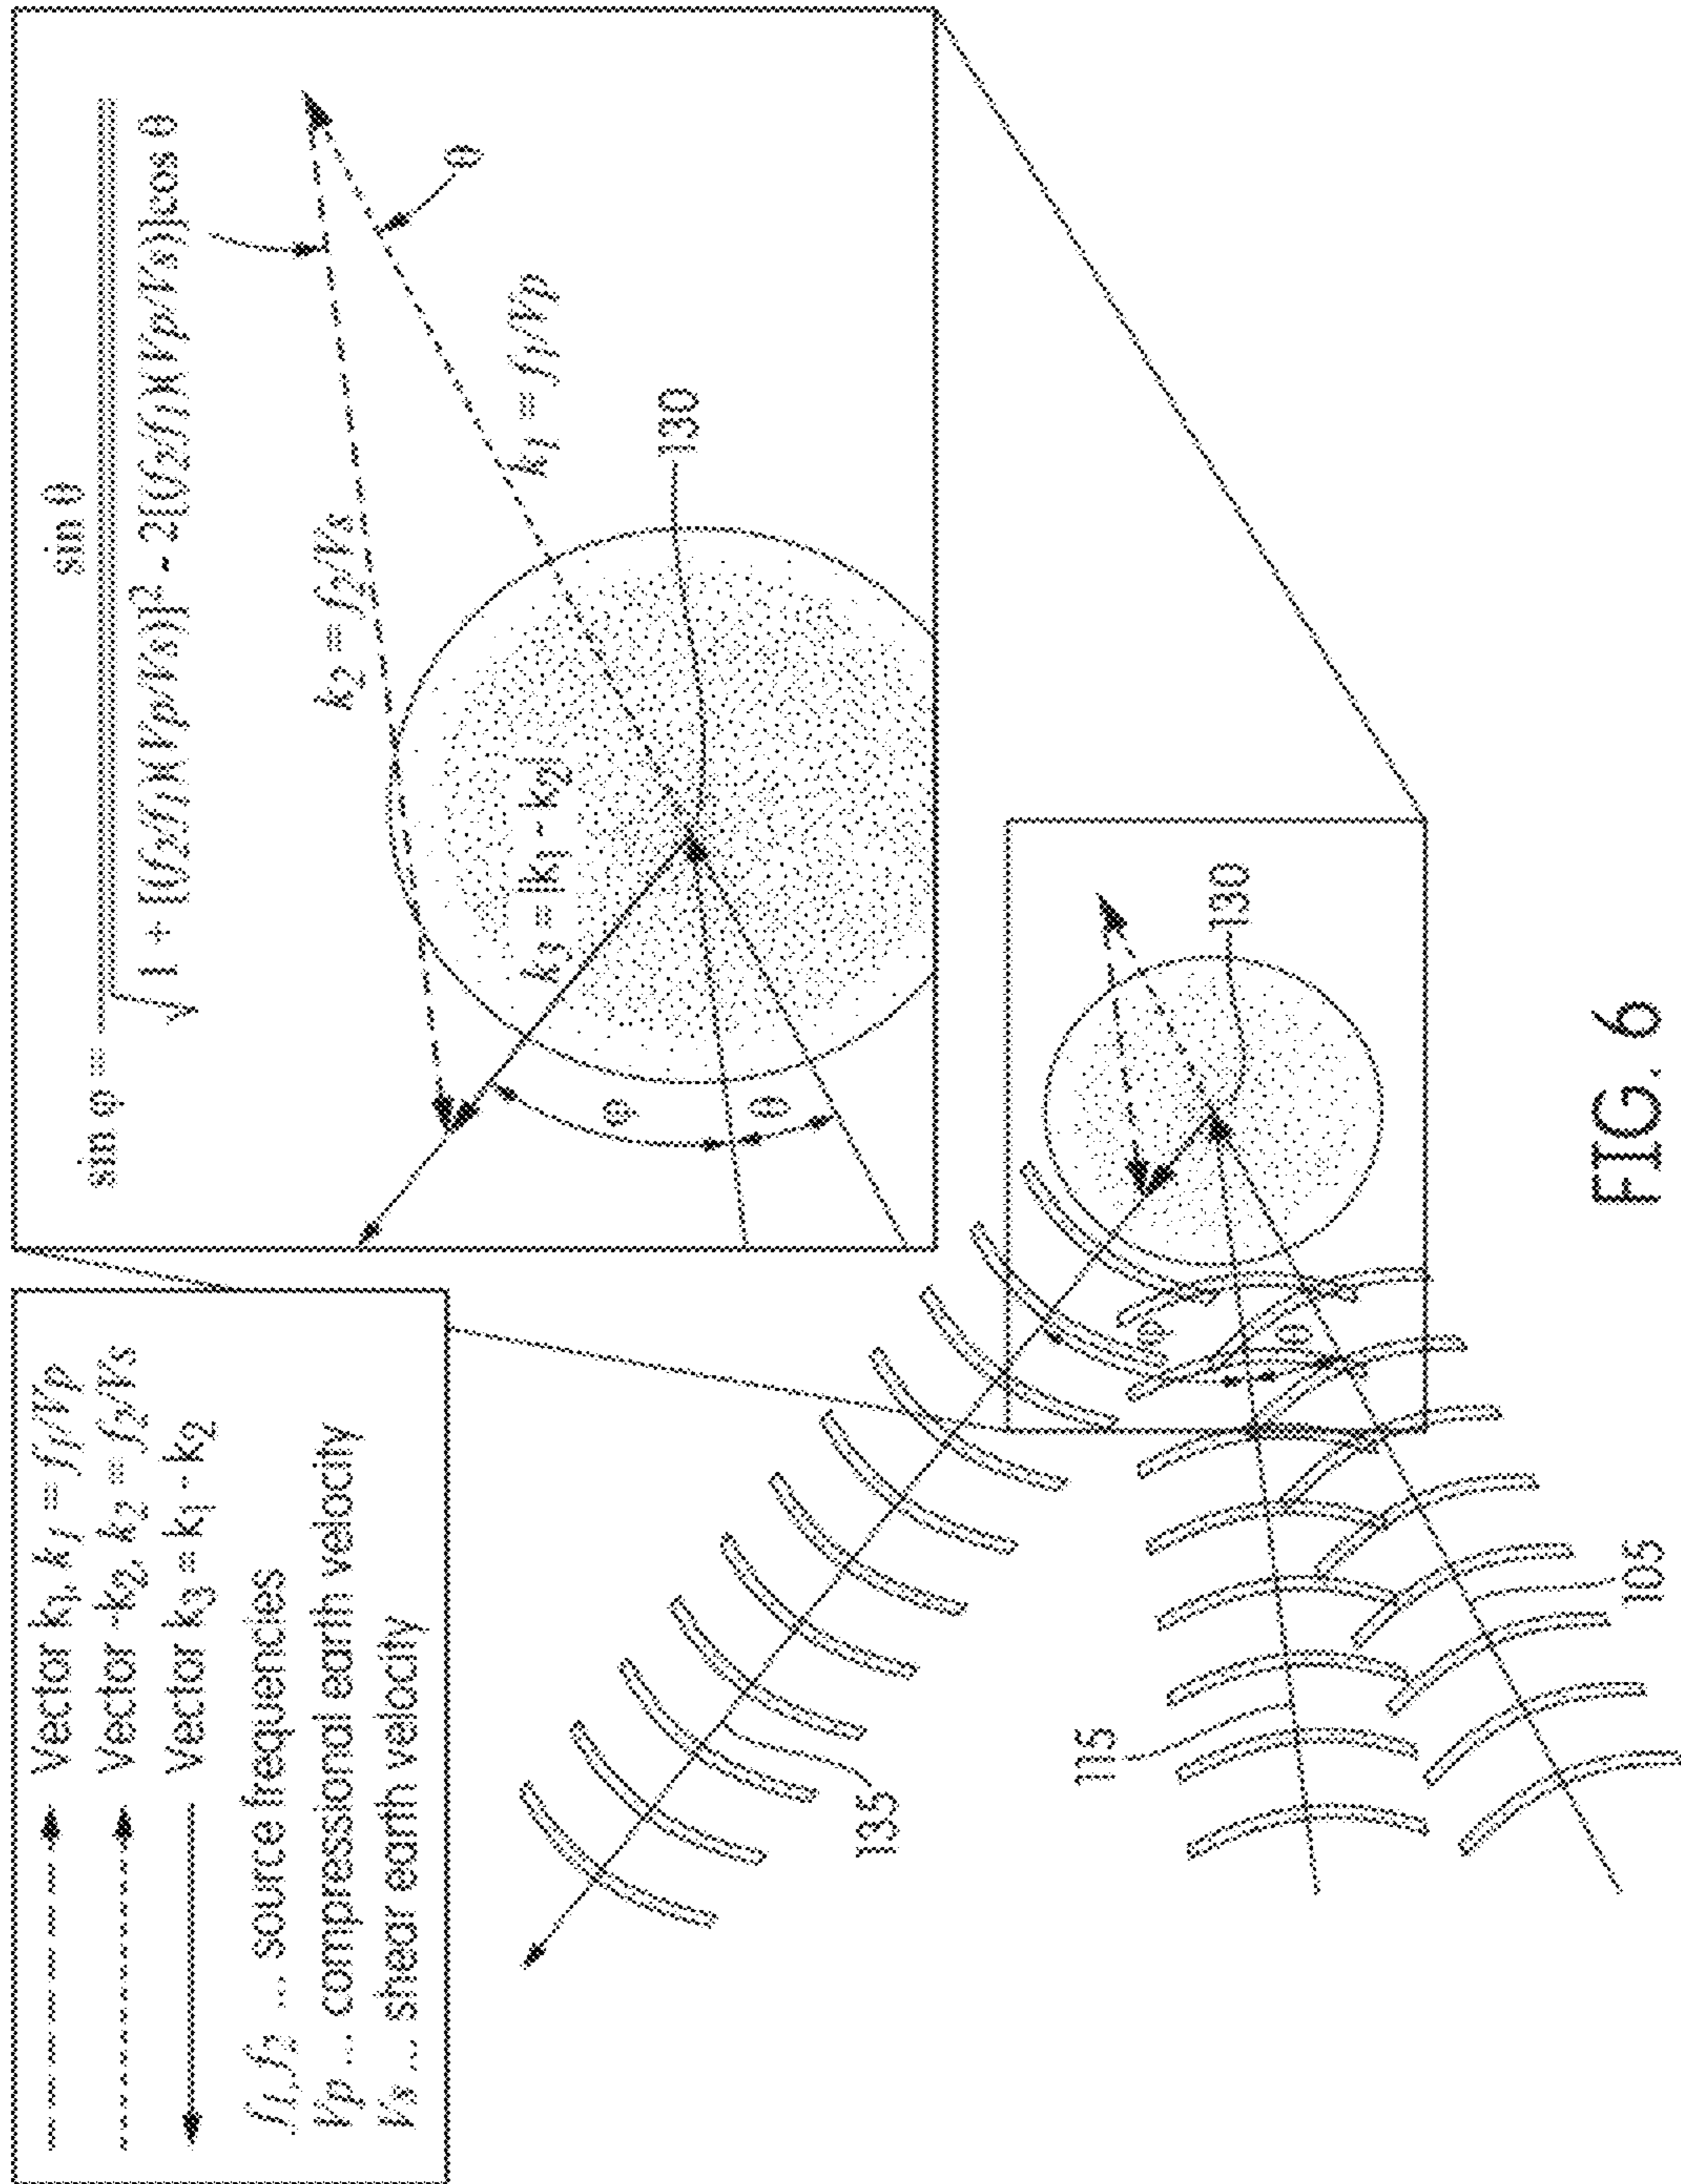 Vector k₁, k₁ = f₁/Vp
Vector -k₂, k₂ = f₂/Vs
Vector k₃ = k₁ - k₂
f₁, f₂ ... source frequencies
Vp ... compressional earth velocity
Vs ... shear earth velocity
sin θ
sin φ =
√ 1 + [(f₂/f₁)(Vp/Vs)]² - 2[(f₂/f₁)(Vp/Vs)]cos θ
k₂ = f₂/Vs
θ
k₁ = f₁/Vp
k₃ = |k₁ - k₂|
130
φ
θ
130
φ
θ
135
115
105
FIG. 6